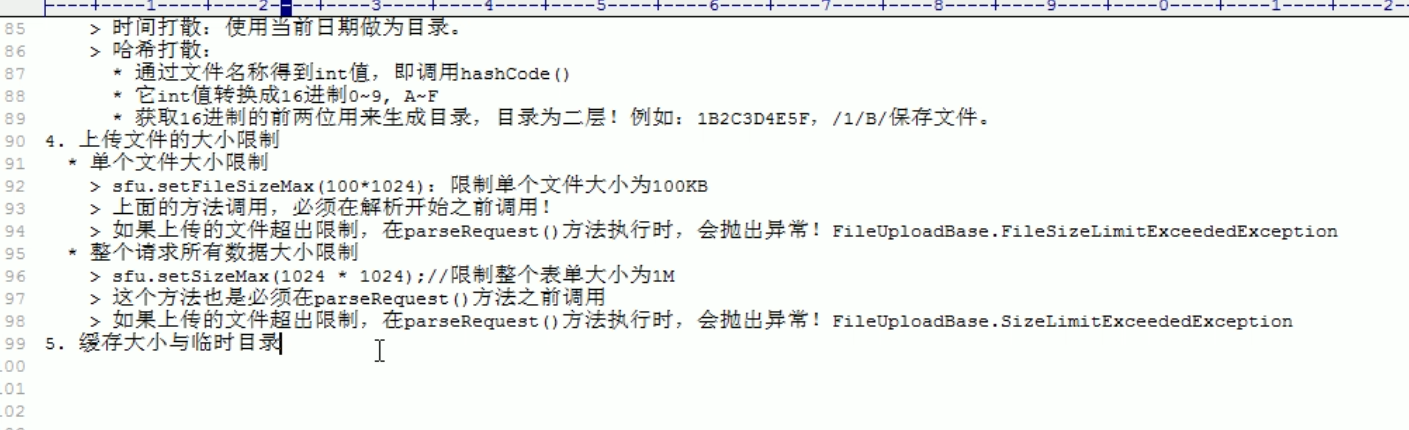 |----+----1----+----2----+----3----+----4----+----5----+----6----+----7----+----8----+----9----+----0----+----1----+----2--
85 > 时间打散：使用当前日期做为目录。
86 > 哈希打散：
87 * 通过文件名称得到int值，即调用hashCode()
88 * 它int值转换成16进制0~9, A~F
89 * 获取16进制的前两位用来生成目录，目录为二层！例如：1B2C3D4E5F，/1/B/保存文件。
90 4. 上传文件的大小限制
91 * 单个文件大小限制
92 > sfu.setFileSizeMax(100*1024)：限制单个文件大小为100KB
93 > 上面的方法调用，必须在解析开始之前调用！
94 > 如果上传的文件超出限制，在parseRequest()方法执行时，会抛出异常！FileUploadBase.FileSizeLimitExceededException
95 * 整个请求所有数据大小限制
96 > sfu.setSizeMax(1024 * 1024);//限制整个表单大小为1M
97 > 这个方法也是必须在parseRequest()方法之前调用
98 > 如果上传的文件超出限制，在parseRequest()方法执行时，会抛出异常！FileUploadBase.SizeLimitExceededException
99 5. 缓存大小与临时目录
100
101
102